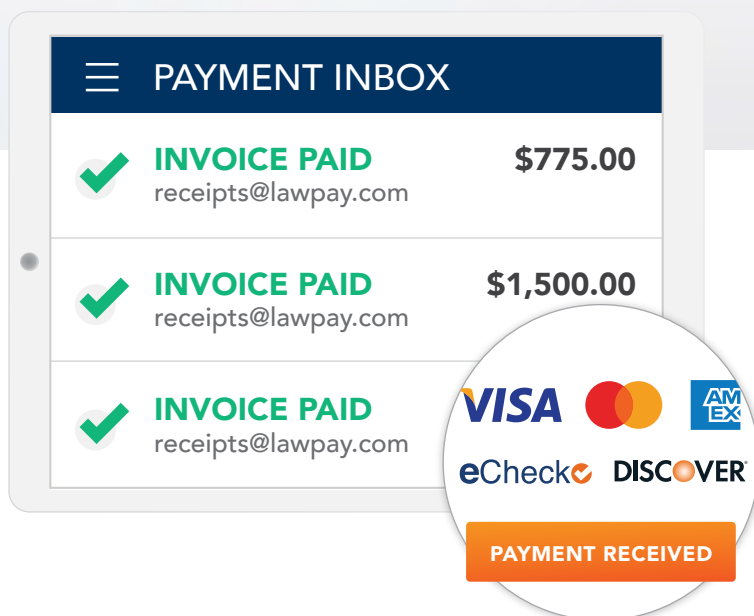 PAYMENT INBOX
INVOICE PAID $775.00
receipts@lawpay.com
INVOICE PAID $1,500.00
receipts@lawpay.com
INVOICE PAID
receipts@lawpay.com
VISA AM
EX
eCheck DISCOVER
PAYMENT RECEIVED